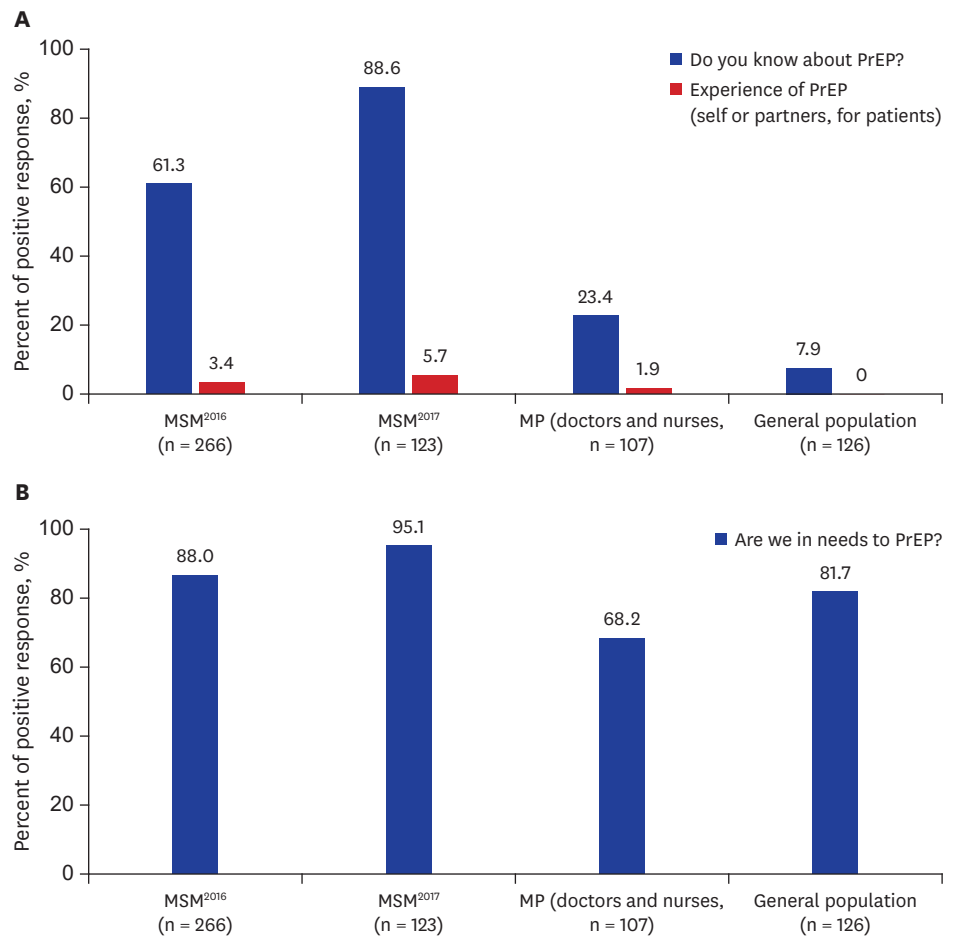 A
Percent of positive response, %
100
80
60
40
20
0
61.3
3.4
88.6
5.7
23.4
1.9
7.9
0
Do you know about PrEP?
Experience of PrEP
(self or partners, for patients)
MSM²⁰¹⁶
(n = 266)
MSM²⁰¹⁷
(n = 123)
MP (doctors and nurses,
n = 107)
General population
(n = 126)
B
Percent of positive response, %
100
80
60
40
20
0
88.0
95.1
68.2
81.7
Are we in needs to PrEP?
MSM²⁰¹⁶
(n = 266)
MSM²⁰¹⁷
(n = 123)
MP (doctors and nurses,
n = 107)
General population
(n = 126)